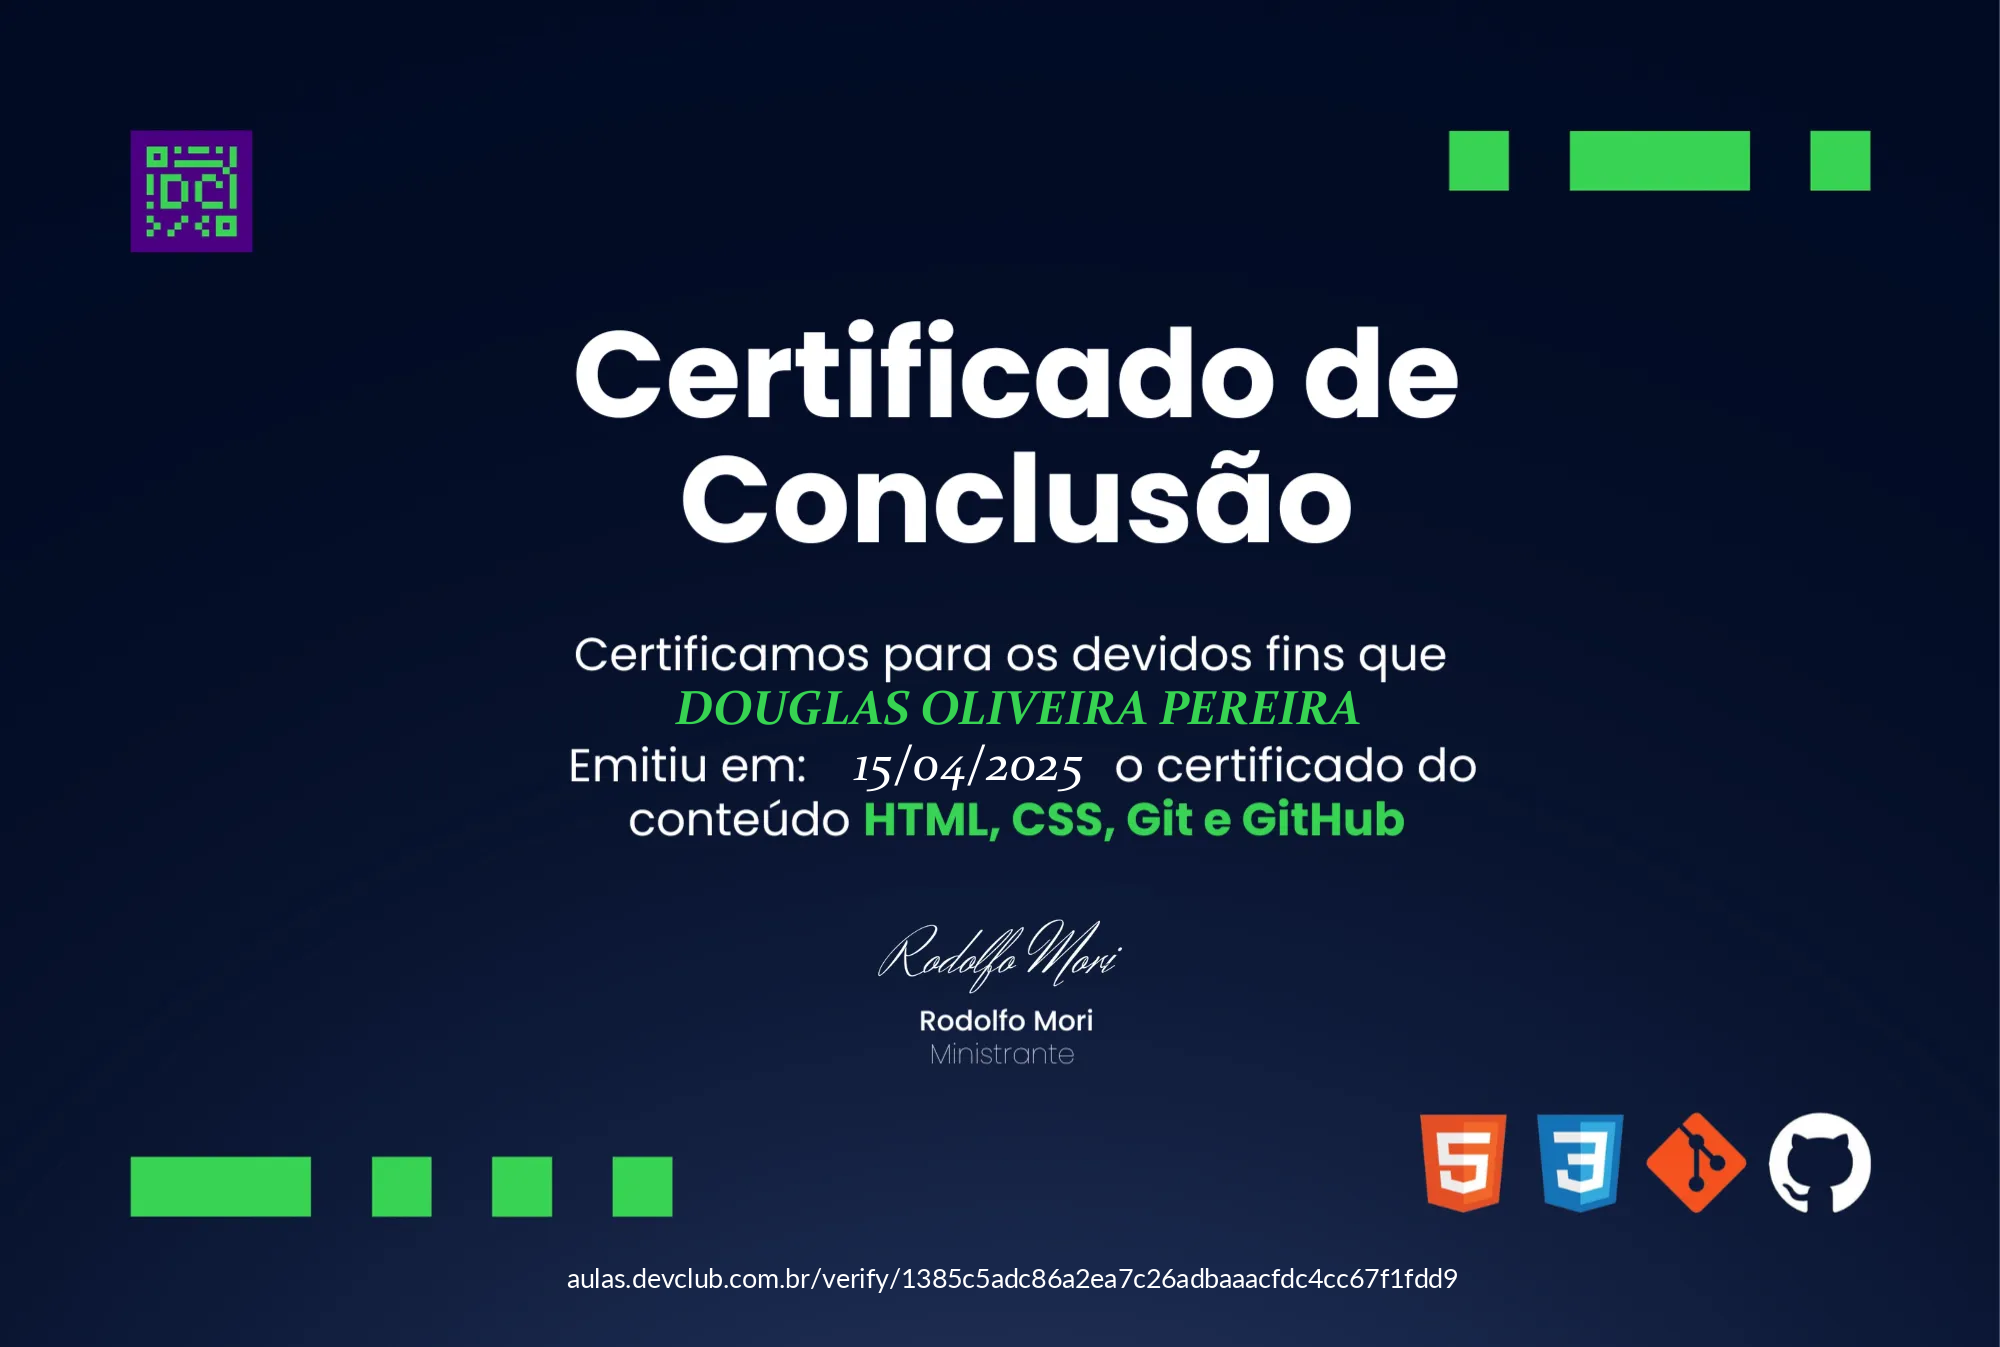 DC
Certificado de
Conclusão
Certificamos para os devidos fins que
DOUGLAS OLIVEIRA PEREIRA
Emitiu em: 15/04/2025 o certificado do
conteúdo HTML, CSS, Git e GitHub
Rodolfo Mori
Rodolfo Mori
Ministrante
aulas.devclub.com.br/verify/1385c5adc86a2ea7c26adbaaacfdc4cc67f1fdd9